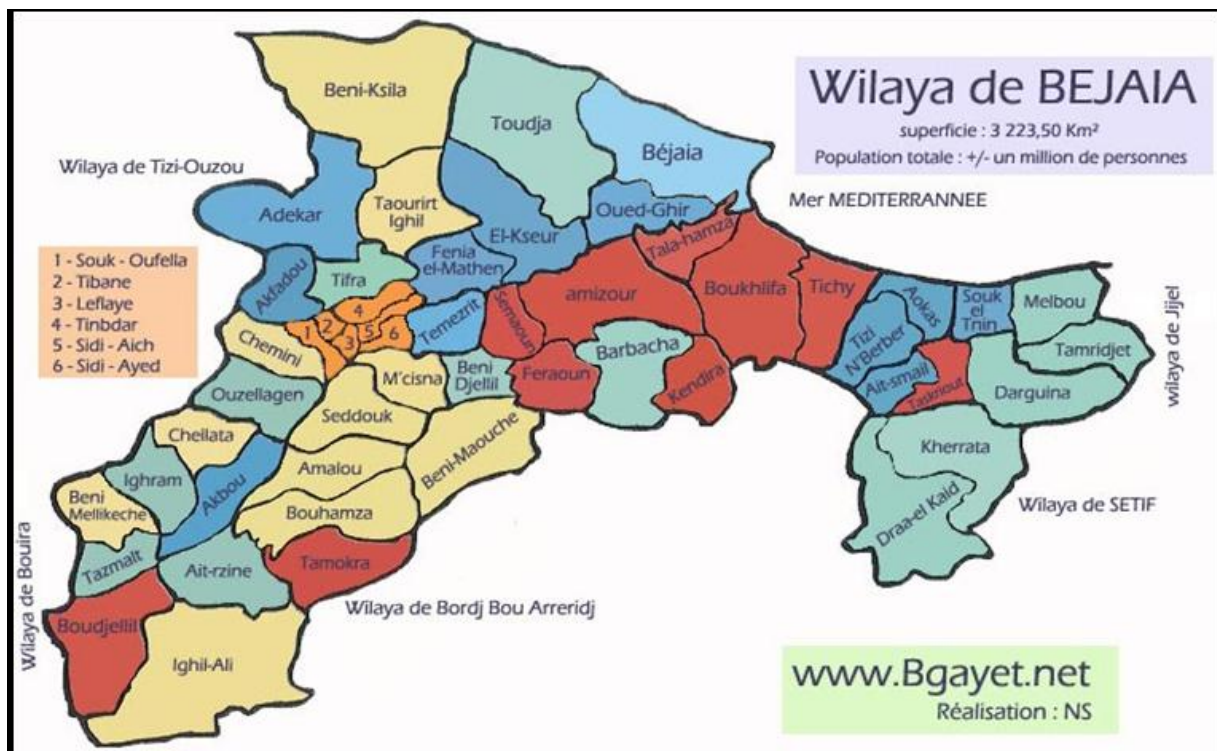 Wilaya de BEJAIA
superficie : 3 223,50 Km²
Population totale : +/- un million de personnes
Beni-Ksila
Toudja
Béjaia
Wilaya de Tizi-Ouzou
Mer MEDITERRANNEE
Adekar
Taourirt
Ighil
El-Kseur
Oued-Ghir
Tala-hamza
Fenia
el-Mathen
1 - Souk - Oufella
2 - Tibane
3 - Leflaye
4 - Tinbdar
5 - Sidi - Aich
6 - Sidi - Ayed
Akfadou
Tifra
amizour
Boukhlifa
Tichy
Aokas
Souk
el
Tnin
Melbou
wilaya de Jijel
1
2
3
4
5
6
Temezrit
Semaoun
Tizi
N'Berber
Tamridjet
Chemini
M'cisna
Beni
Djellil
Feraoun
Barbacha
Kendira
Ait-smail
Taskriout
Darguina
Ouzellagen
Seddouk
Kherrata
Chellata
Amalou
Beni-Maouche
Ighram
Akbou
Beni
Mellikeche
Bouhamza
Draa-el Kaid
Wilaya de SETIF
Wilaya de Bouira
Tazmalt
Ait-rzine
Tamokra
Wilaya de Bordj Bou Arreridj
Boudjellil
Ighil-Ali
www.Bgayet.net
Réalisation : NS